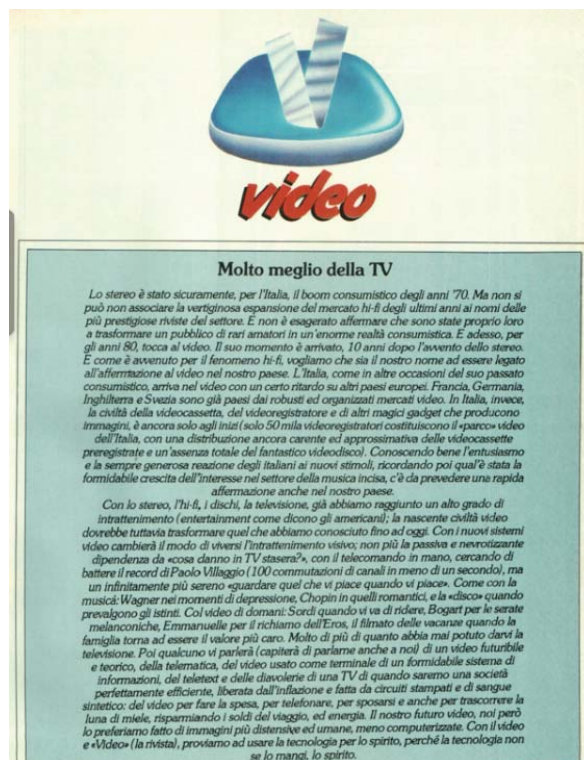 V
video
Molto meglio della TV
Lo stereo è stato sicuramente, per l'Italia, il boom consumistico degli anni '70. Ma non si
può non associare la vertiginosa espansione del mercato hi-fi degli ultimi anni ai nomi delle
più prestigiose riviste del settore. E non è esagerato affermare che sono state proprio loro
a trasformare un pubblico di rari amatori in un'enorme realtà consumistica. E adesso, per
gli anni 80, tocca al video. Il suo momento è arrivato, 10 anni dopo l'avvento dello stereo.
E come è avvenuto per il fenomeno hi-fi, vogliamo che sia il nostro nome ad essere legato
all'affermazione al video nel nostro paese. L'Italia, come in altre occasioni del suo passato
consumistico, arriva nel video con un certo ritardo su altri paesi europei. Francia, Germania,
Inghilterra e Svezia sono già paesi dai robusti ed organizzati mercati video. In Italia, invece,
la civiltà della videocassetta, del videoregistratore e di altri magici gadget che producono
immagini, è ancora solo agli inizi (solo 50 mila videoregistratori costituiscono il «parco» video
dell'Italia, con una distribuzione ancora carente ed approssimativa delle videocassette
preregistrate e un'assenza totale del fantastico videodisco). Conoscendo bene l'entusiasmo
e la sempre generosa reazione degli italiani ai nuovi stimoli, ricordando poi qual'è stata la
formidabile crescita dell'interesse nel settore della musica incisa, c'è da prevedere una rapida
affermazione anche nel nostro paese.
Con lo stereo, l'hi-fi, i dischi, la televisione, già abbiamo raggiunto un alto grado di
intrattenimento (entertainment come dicono gli americani); la nascente civiltà video
dovrebbe tuttavia trasformare quel che abbiamo conosciuto fino ad oggi. Con i nuovi sistemi
video cambierà il modo di viversi l'intrattenimento visivo; non più la passiva e nevrotizzante
dipendenza da «cosa danno in TV stasera?», con il telecomando in mano, cercando di
battere il record di Paolo VIllaggio (100 commutazioni di canali in meno di un secondo), ma
un infinitamente più sereno «guardare quel che vi piace quando vi piace». Come con la
musica: Wagner nei momenti di depressione, Chopin in quelli romantici, e la «disco» quando
prevalgono gli istinti. Col video di domani: Sordi quando vi va di ridere, Bogart per le serate
melanconiche, Emmanuelle per il richiamo dell'Eros, il filmato delle vacanze quando la
famiglia torna ad essere il valore più caro. Molto di più di quanto abbia mai potuto darvi la
televisione. Poi qualcuno vi parlerà (capiterà di parlarne anche a noi) di un video futuribile
e teorico, della telematica, del video usato come terminale di un formidabile sistema di
informazioni, del teletext e delle diavolerie di una TV di quando saremo una società
perfettamente efficiente, liberata dall'inflazione e fatta da circuiti stampati e di sangue
sintetico: del video per fare la spesa, per telefonare, per sposarsi e anche per trascorrere la
luna di miele, risparmiando i soldi del viaggio, ed energia. Il nostro futuro video, noi però
lo preferiamo fatto di immagini più distensive ed umane, meno computerizzate. Con il video
e «Video» (la rivista), proviamo ad usare la tecnologia per lo spirito, perché la tecnologia non
se lo mangi, lo spirito.